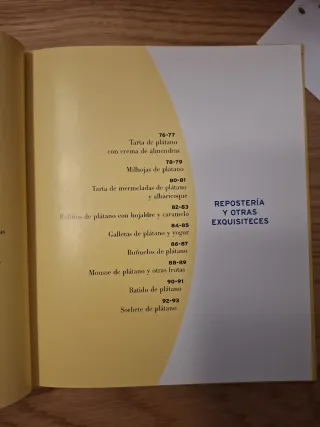 76-77
Tarta de plátano
con crema de almendras
78-79
Milhojas de plátano
80-81
Tarta de mermeladas de plátano
y albaricoque
82-83
de plátano con hojaldre y caramelo
84-85
Galletas de plátano y yogur
86-87
Buñuelos de plátano
88-89
Mousse de plátano y otras frutas
90-91
Batido de plátano
92-93
Sorbete de plátano
REPOSTERÍA
Y OTRAS
EXQUISITECES